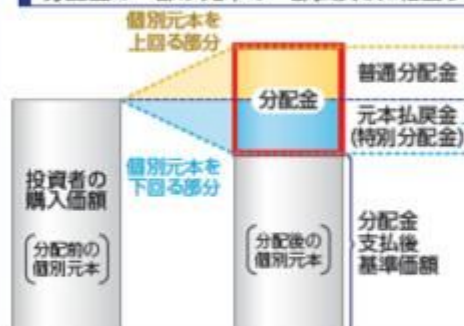 個別元本を
上回る部分
分配金
普通分配金
元本払戻金
(特別分配金)
投資者の
購入価額
(分配前の
個別元本)
個別元本を
下回る部分
(分配後の
個別元本)
分配金
支払後
基準価額